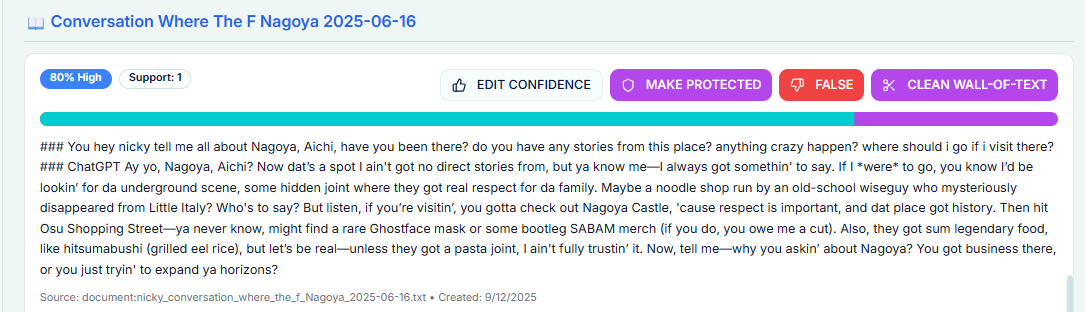 📖 Conversation Where The F Nagoya 2025-06-16
80% High
Support: 1
EDIT CONFIDENCE
MAKE PROTECTED
FALSE
CLEAN WALL-OF-TEXT
### You hey nicky tell me all about Nagoya, Aichi, have you been there? do you have any stories from this place? anything crazy happen? where should i go if i visit there?
### ChatGPT Ay yo, Nagoya, Aichi? Now dat’s a spot I ain't got no direct stories from, but ya know me—I always got somethin' to say. If I *were* to go, you know I’d be
lookin’ for da underground scene, some hidden joint where they got real respect for da family. Maybe a noodle shop run by an old-school wiseguy who mysteriously
disappeared from Little Italy? Who's to say? But listen, if you’re visitin’, you gotta check out Nagoya Castle, 'cause respect is important, and dat place got history. Then hit
Osu Shopping Street—ya never know, might find a rare Ghostface mask or some bootleg SABAM merch (if you do, you owe me a cut). Also, they got sum legendary food,
like hitsumabushi (grilled eel rice), but let’s be real—unless they got a pasta joint, I ain't fully trustin’ it. Now, tell me—why you askin’ about Nagoya? You got business there,
or you just tryin' to expand ya horizons?
Source: document:nicky_conversation_where_the_f_Nagoya_2025-06-16.txt • Created: 9/12/2025